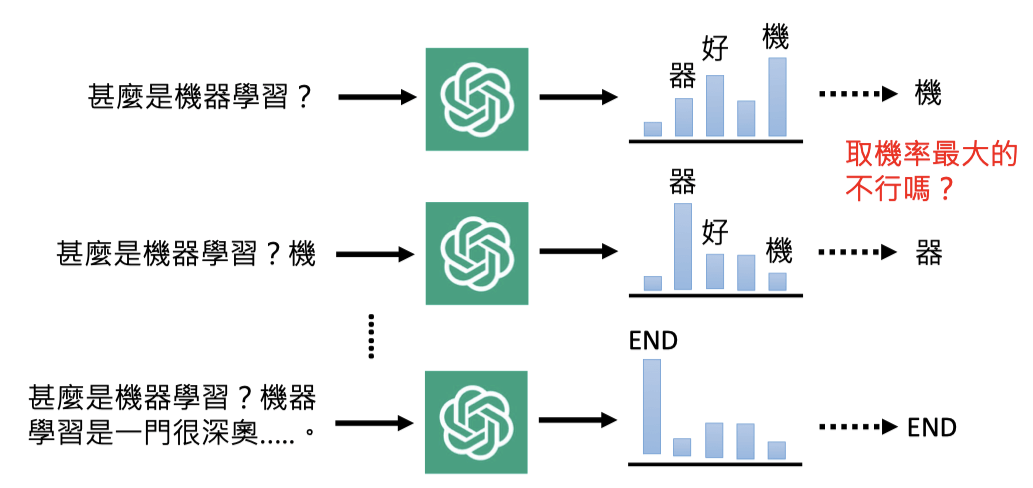 甚麼是機器學習？
器
好
機
機
取機率最大的
不行嗎？
甚麼是機器學習？機
器
好
機
器
甚麼是機器學習？機器
學習是一門很深奧.....。
END
END